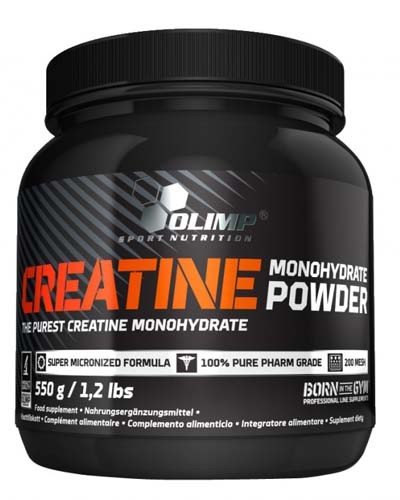 OLIMP®
SPORT NUTRITION
CREATINE MONOHYDRATE POWDER
THE PUREST CREATINE MONOHYDRATE
SUPER MICRONIZED FORMULA 100% PURE PHARM GRADE 200 MESH
550 g / 1,2 lbs
BORN IN THE GYM
PROFESSIONAL LINE SUPPLEMENTS
Food supplement • Nahrungsergänzungsmittel •
• Complément alimentaire • Complemento alimenticio • Integratore alimentare • Suplement diety